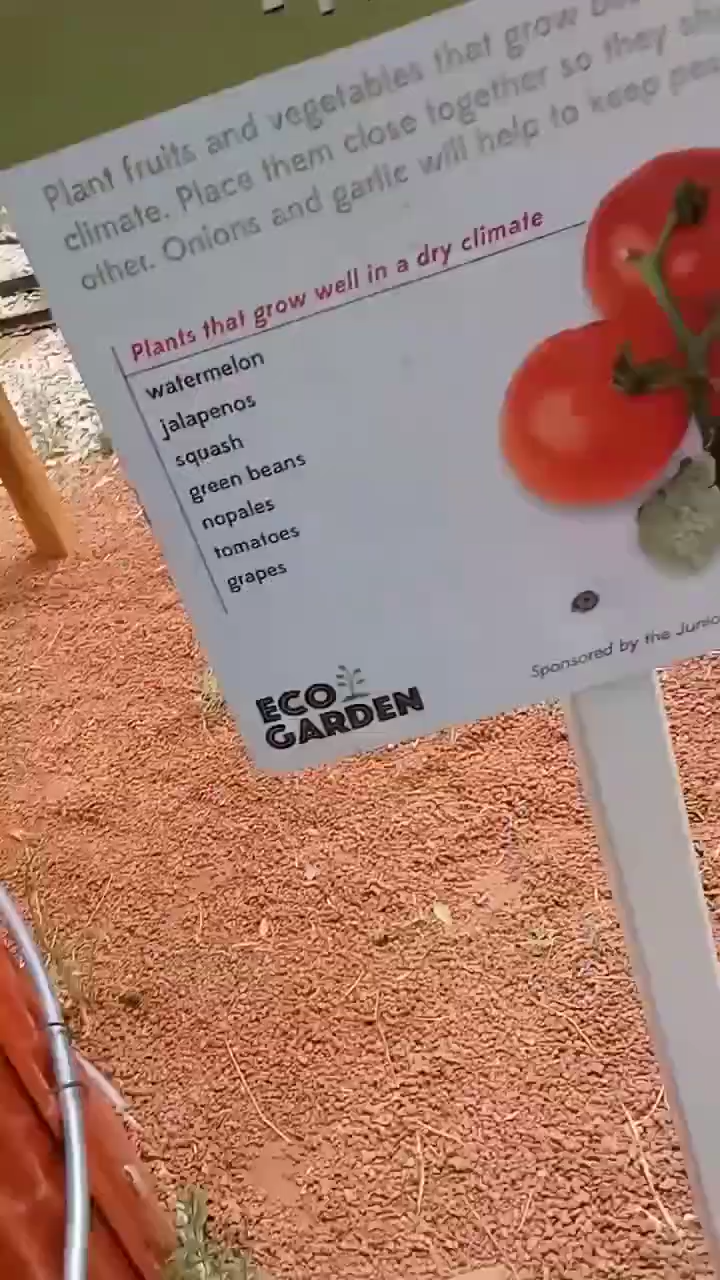 Plant fruits and vegetables that grow
climate. Place them close together so they
other. Onions and garlic will help to keep
Plants that grow well in a dry climate
watermelon
jalapenos
squash
green beans
nopales
tomatoes
grapes
Sponsored by the
ECO
GARDEN